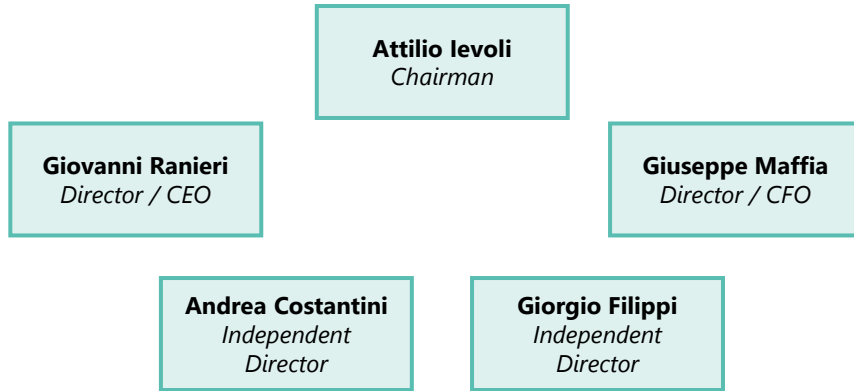 Attilio Ievoli
Chairman
Giovanni Ranieri
Director / CEO
Giuseppe Maffia
Director / CFO
Andrea Costantini
Independent
Director
Giorgio Filippi
Independent
Director